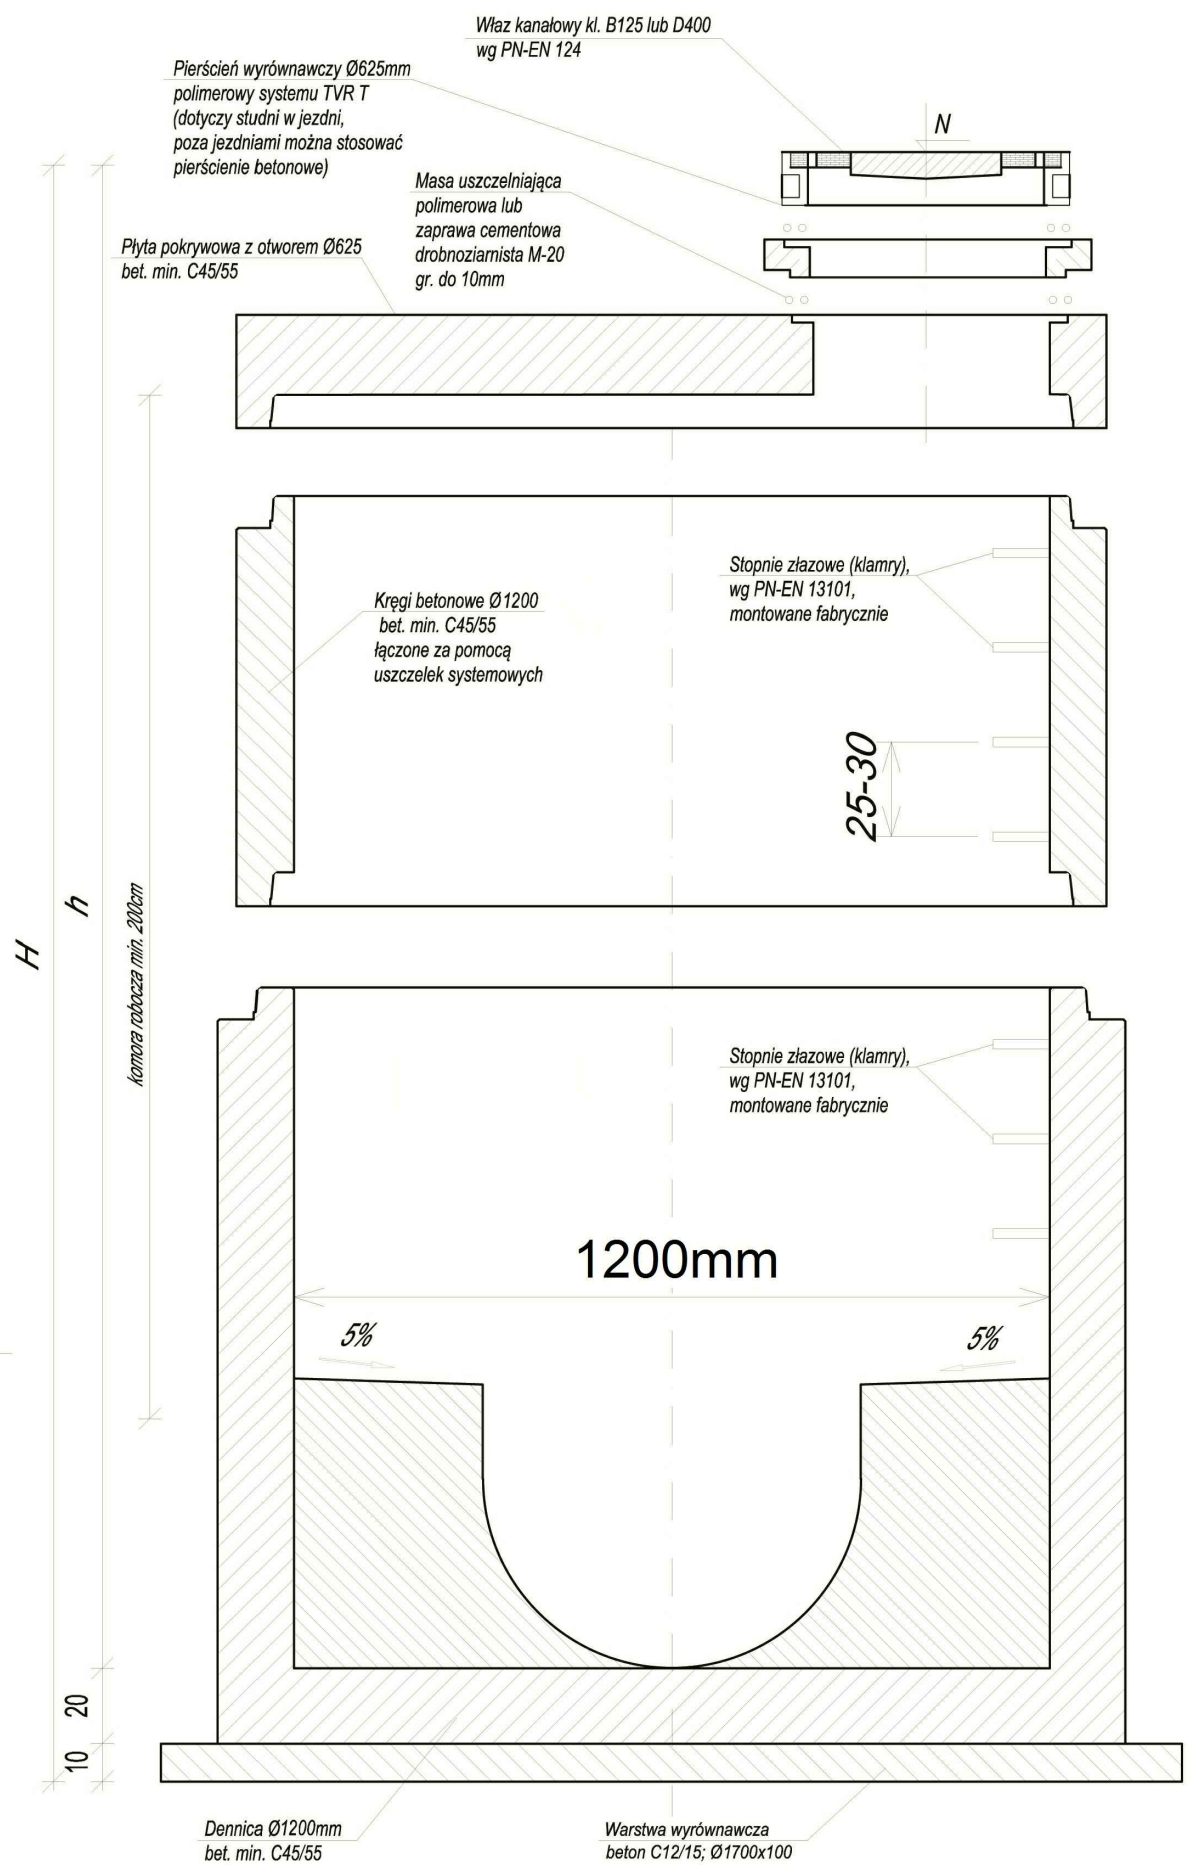 Właz kanałowy kl. B125 lub D400
wg PN-EN 124
Pierścień wyrównawczy Ø625mm
polimerowy systemu TVR T
(dotyczy studni w jezdni,
poza jezdniami można stosować
pierścienie betonowe)
N
Masa uszczelniająca
polimerowa lub
zaprawa cementowa
drobnoziarnista M-20
gr. do 10mm
Płyta pokrywowa z otworem Ø625
bet. min. C45/55
Stopnie złazowe (klamry),
wg PN-EN 13101,
montowane fabrycznie
Kręgi betonowe Ø1200
bet. min. C45/55
łączone za pomocą
uszczelek systemowych
25-30
H
h
komora robocza min. 200cm
Stopnie złazowe (klamry),
wg PN-EN 13101,
montowane fabrycznie
1200mm
5%
5%
20
10
Dennica Ø1200mm
bet. min. C45/55
Warstwa wyrównawcza
beton C12/15; Ø1700x100